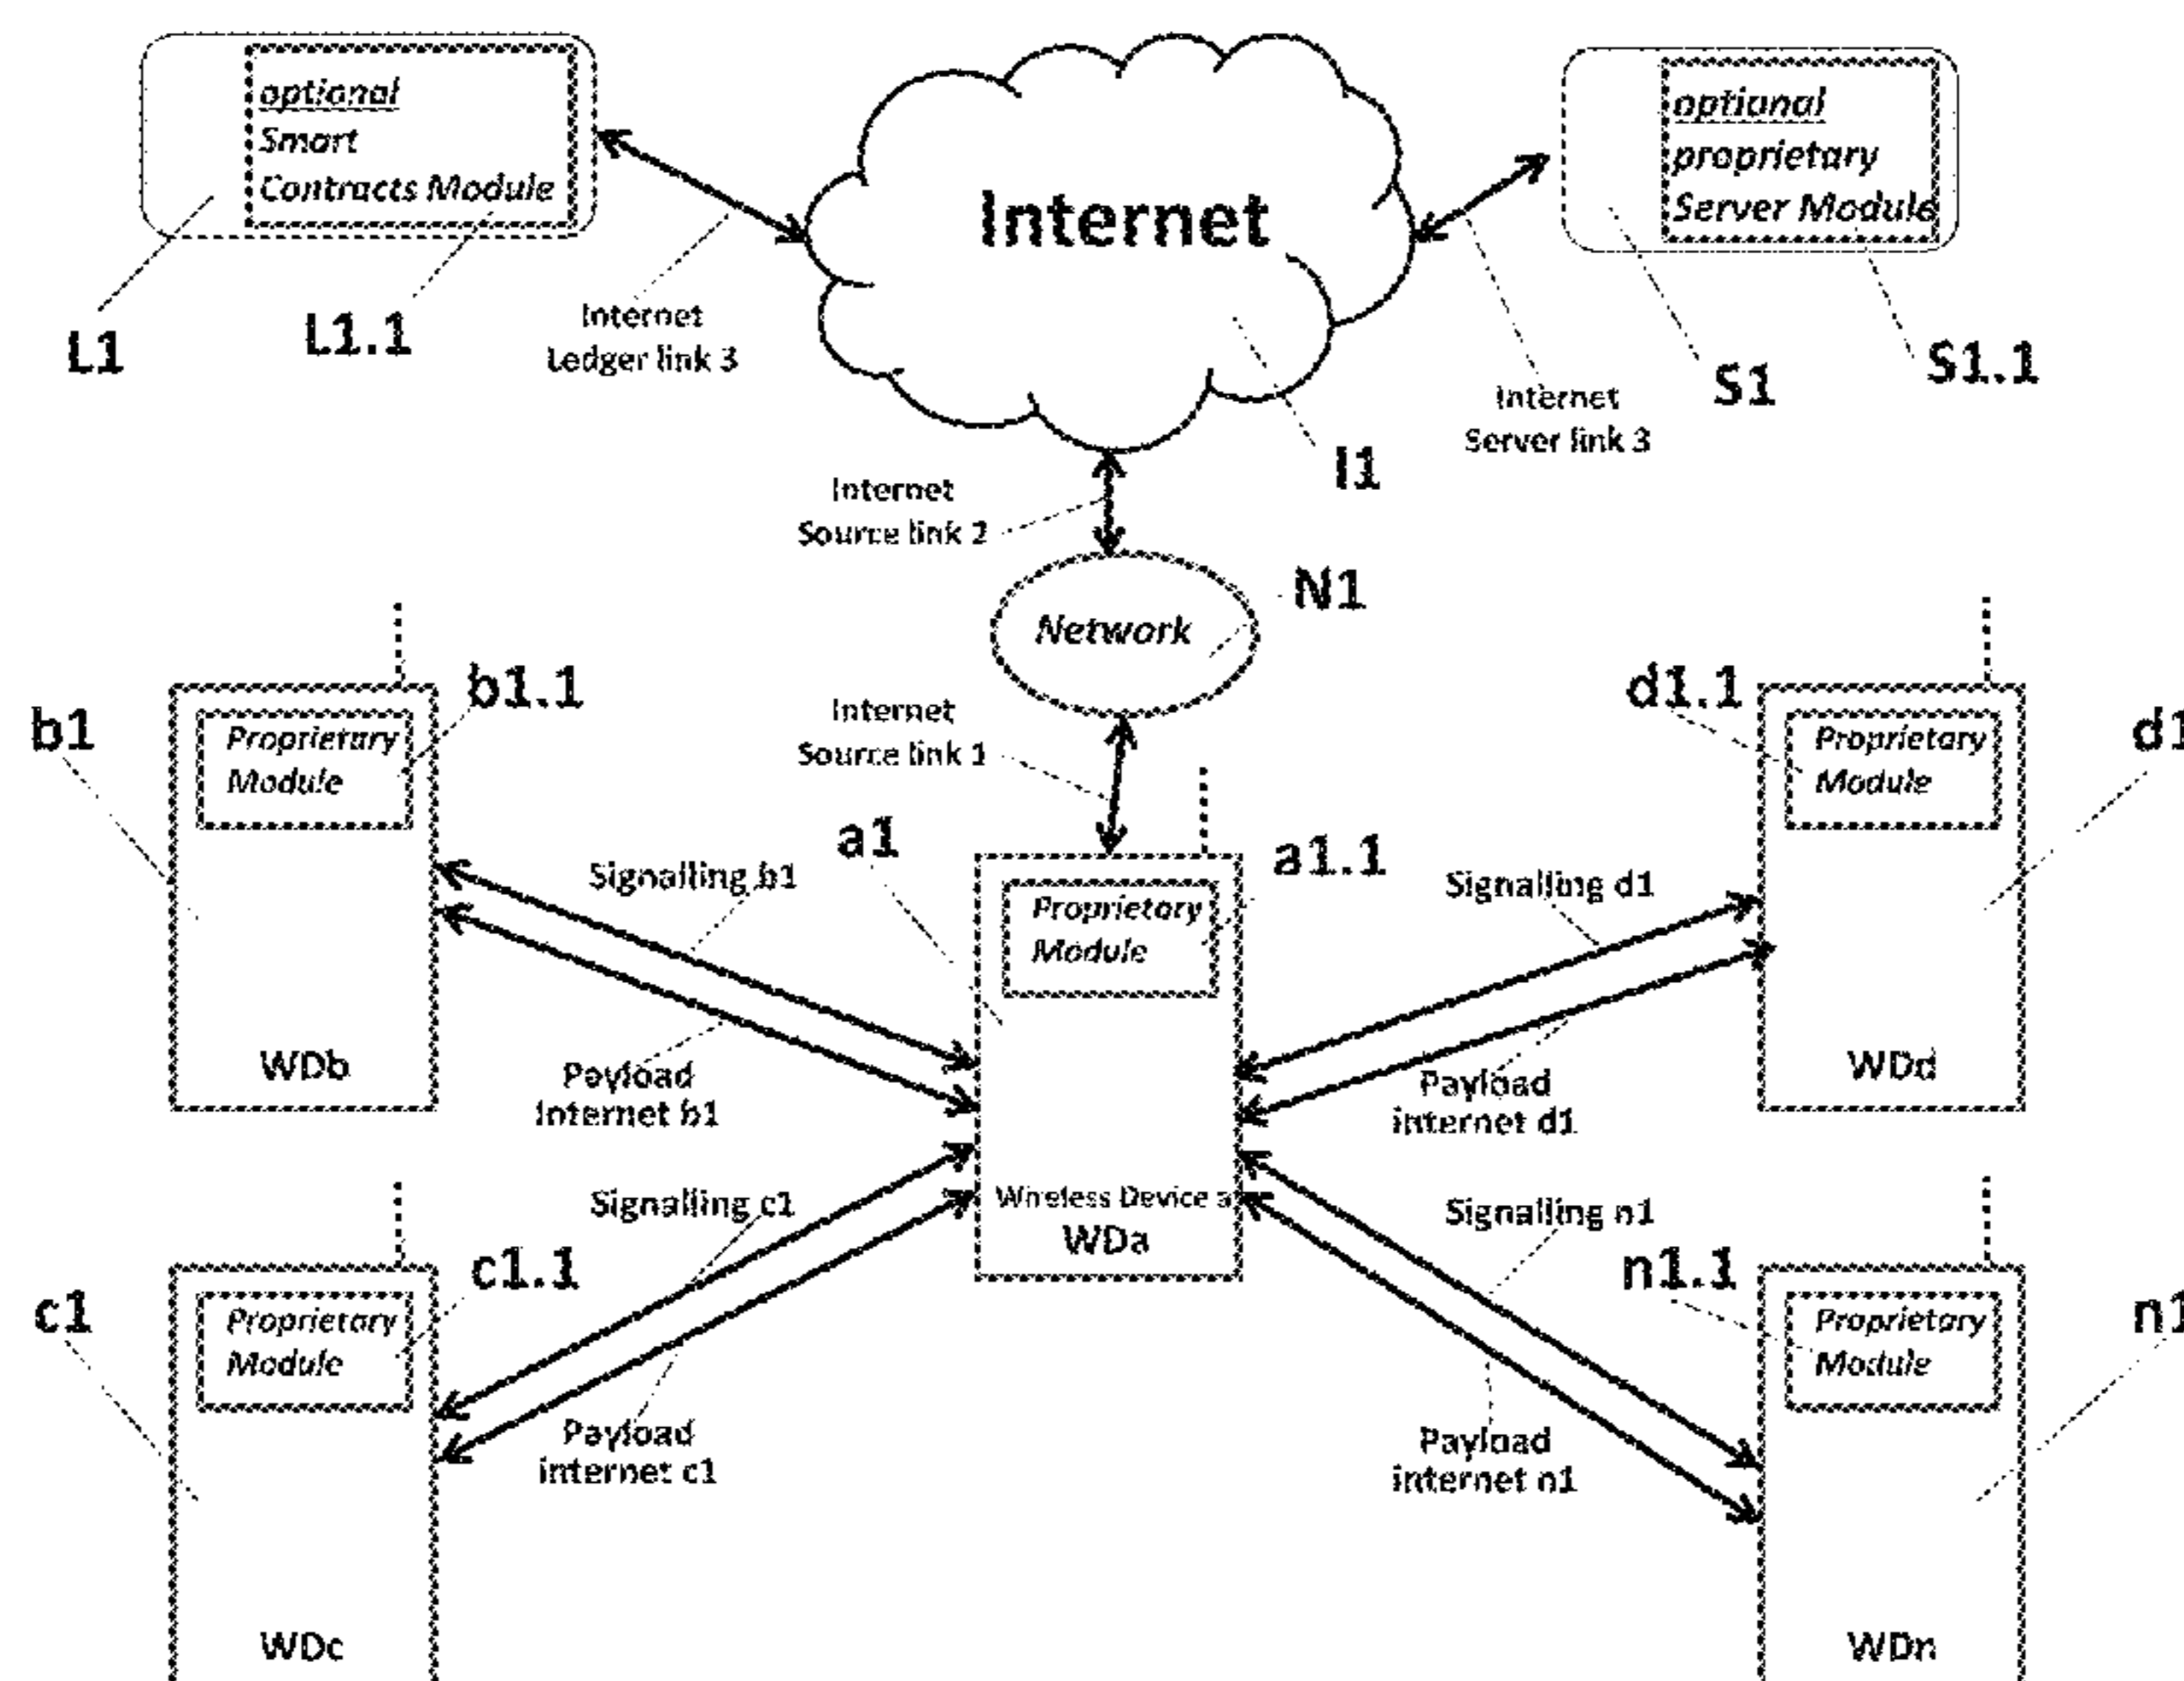 optional
Smart
Contracts Module
Internet
optional
proprietary
Server Module
L1
L1.1
Internet
Ledger link 3
S1
S1.1
Internet
Server link 3
I1
Internet
Source link 2
N1
Network
Internet
Source link 1
b1
b1.1
Proprietary
Module
WDb
d1.1
d1
Proprietary
Module
WDd
a1
a1.1
Proprietary
Module
Wireless Device a
WDa
Signalling b1
Payload
Internet b1
Signalling d1
Payload
internet d1
Signalling c1
Payload
internet c1
Signalling n1
Payload
internet n1
c1
c1.1
Proprietary
Module
WDc
n1.1
n1
Proprietary
Module
WDn